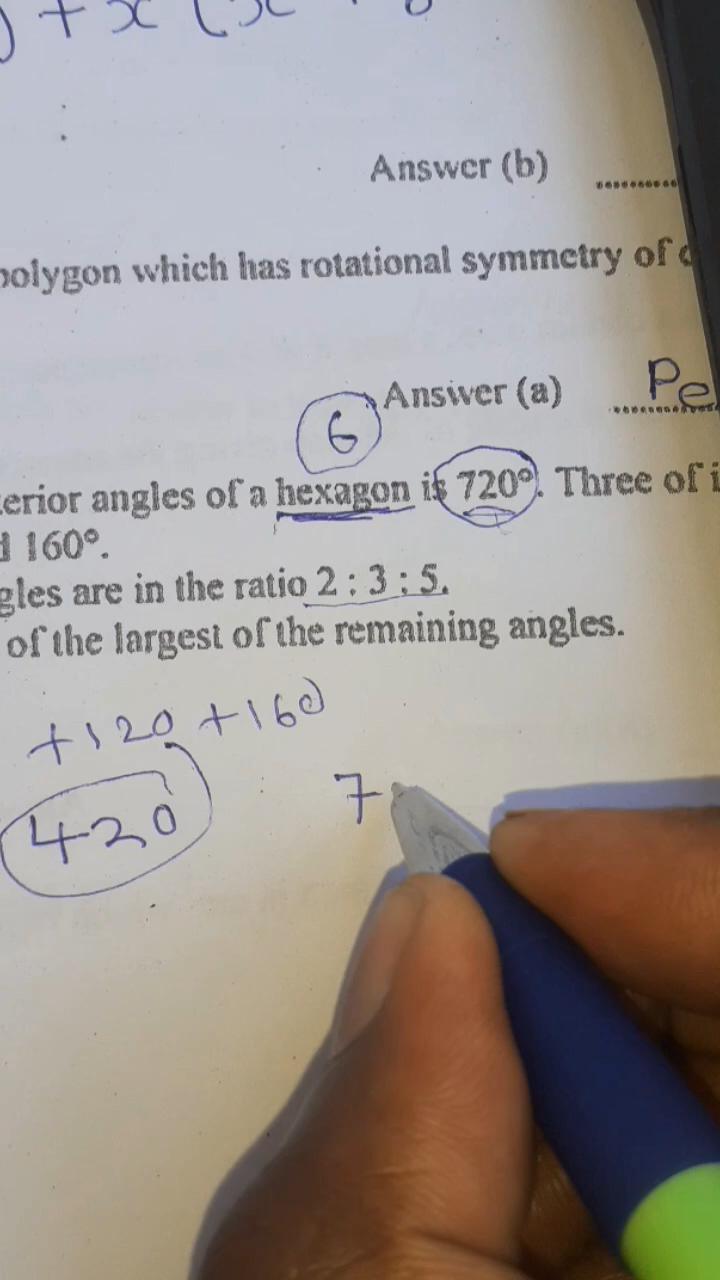 ) + x (x
Answer (b) ..........
polygon which has rotational symmetry of
Answer (a) .......... Pe
6
terior angles of a hexagon is 720°. Three of i
d 160°.
gles are in the ratio 2 : 3 : 5.
of the largest of the remaining angles.
+120 +160
420
7